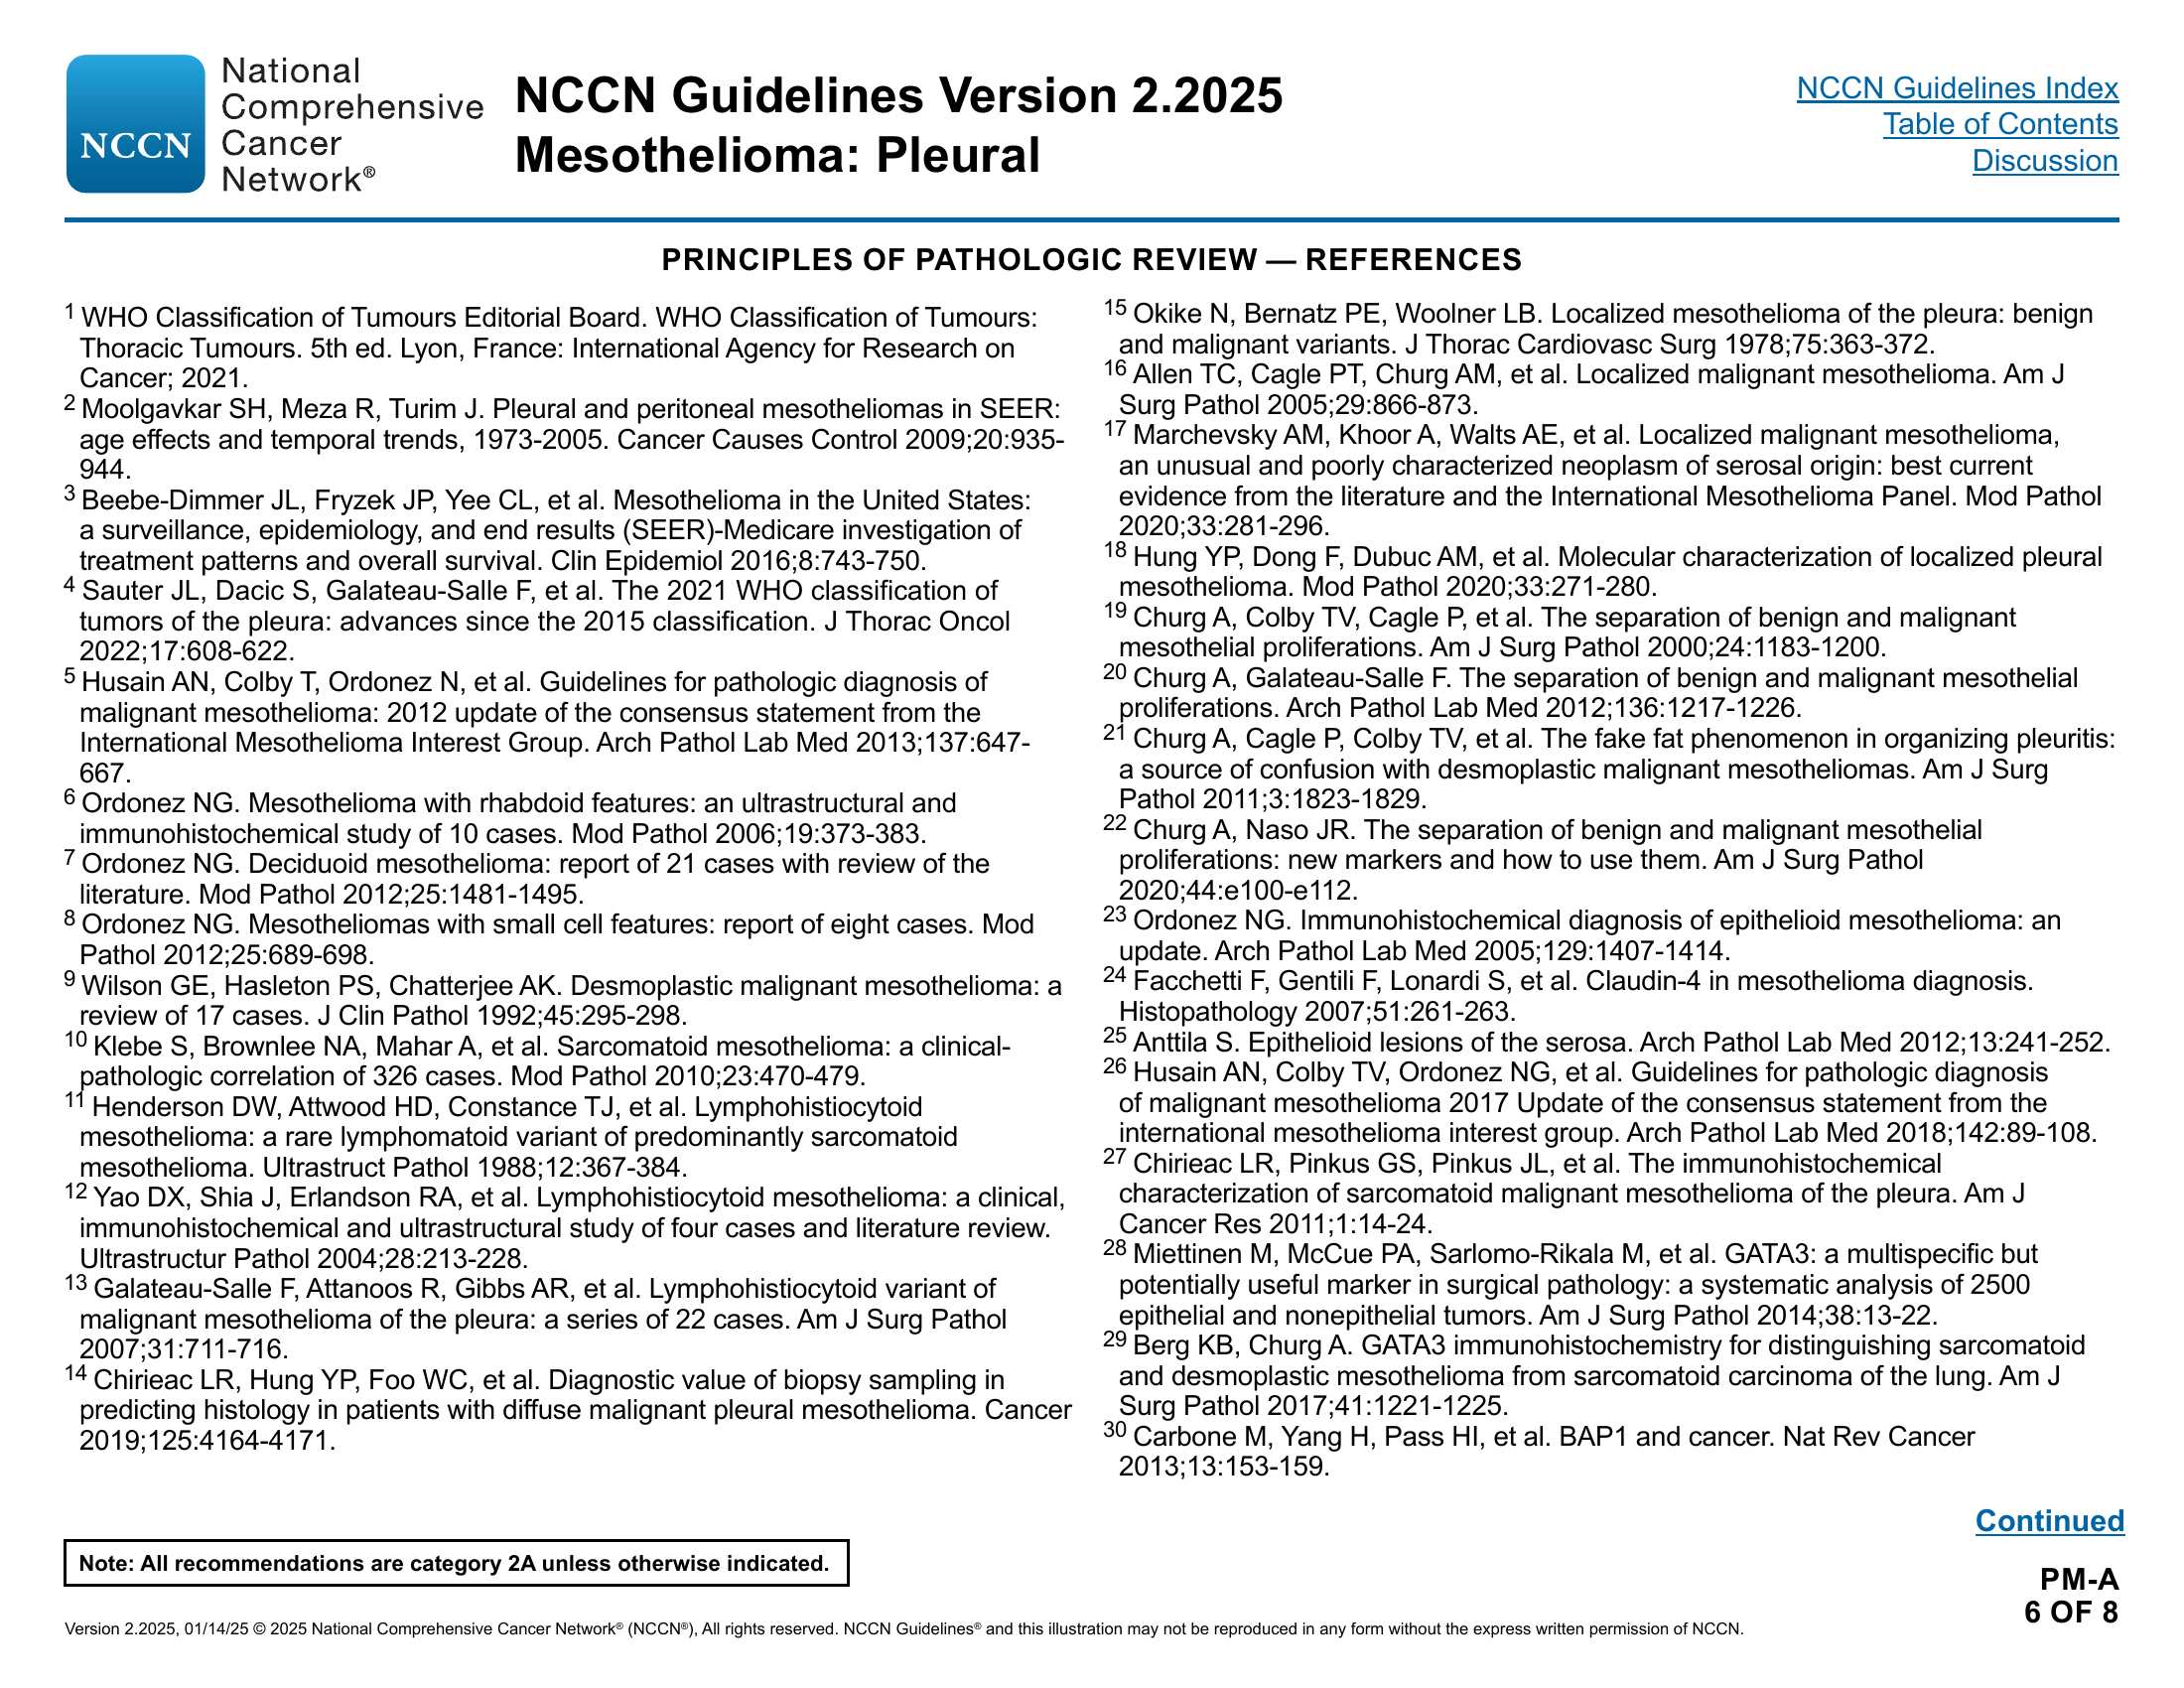 NCCN
National
Comprehensive
Cancer
Network®
NCCN Guidelines Version 2.2025
Mesothelioma: Pleural
NCCN Guidelines Index
Table of Contents
Discussion
PRINCIPLES OF PATHOLOGIC REVIEW — REFERENCES
1 WHO Classification of Tumours Editorial Board. WHO Classification of Tumours:
Thoracic Tumours. 5th ed. Lyon, France: International Agency for Research on
Cancer; 2021.
2 Moolgavkar SH, Meza R, Turim J. Pleural and peritoneal mesotheliomas in SEER:
age effects and temporal trends, 1973-2005. Cancer Causes Control 2009;20:935-
944.
3 Beebe-Dimmer JL, Fryzek JP, Yee CL, et al. Mesothelioma in the United States:
a surveillance, epidemiology, and end results (SEER)-Medicare investigation of
treatment patterns and overall survival. Clin Epidemiol 2016;8:743-750.
4 Sauter JL, Dacic S, Galateau-Salle F, et al. The 2021 WHO classification of
tumors of the pleura: advances since the 2015 classification. J Thorac Oncol
2022;17:608-622.
5 Husain AN, Colby T, Ordonez N, et al. Guidelines for pathologic diagnosis of
malignant mesothelioma: 2012 update of the consensus statement from the
International Mesothelioma Interest Group. Arch Pathol Lab Med 2013;137:647-
667.
6 Ordonez NG. Mesothelioma with rhabdoid features: an ultrastructural and
immunohistochemical study of 10 cases. Mod Pathol 2006;19:373-383.
7 Ordonez NG. Deciduoid mesothelioma: report of 21 cases with review of the
literature. Mod Pathol 2012;25:1481-1495.
8 Ordonez NG. Mesotheliomas with small cell features: report of eight cases. Mod
Pathol 2012;25:689-698.
9 Wilson GE, Hasleton PS, Chatterjee AK. Desmoplastic malignant mesothelioma: a
review of 17 cases. J Clin Pathol 1992;45:295-298.
10 Klebe S, Brownlee NA, Mahar A, et al. Sarcomatoid mesothelioma: a clinical-
pathologic correlation of 326 cases. Mod Pathol 2010;23:470-479.
11 Henderson DW, Attwood HD, Constance TJ, et al. Lymphohistiocytoid
mesothelioma: a rare lymphomatoid variant of predominantly sarcomatoid
mesothelioma. Ultrastruct Pathol 1988;12:367-384.
12 Yao DX, Shia J, Erlandson RA, et al. Lymphohistiocytoid mesothelioma: a clinical,
immunohistochemical and ultrastructural study of four cases and literature review.
Ultrastructur Pathol 2004;28:213-228.
13 Galateau-Salle F, Attanoos R, Gibbs AR, et al. Lymphohistiocytoid variant of
malignant mesothelioma of the pleura: a series of 22 cases. Am J Surg Pathol
2007;31:711-716.
14 Chirieac LR, Hung YP, Foo WC, et al. Diagnostic value of biopsy sampling in
predicting histology in patients with diffuse malignant pleural mesothelioma. Cancer
2019;125:4164-4171.
15 Okike N, Bernatz PE, Woolner LB. Localized mesothelioma of the pleura: benign
and malignant variants. J Thorac Cardiovasc Surg 1978;75:363-372.
16 Allen TC, Cagle PT, Churg AM, et al. Localized malignant mesothelioma. Am J
Surg Pathol 2005;29:866-873.
17 Marchevsky AM, Khoor A, Walts AE, et al. Localized malignant mesothelioma,
an unusual and poorly characterized neoplasm of serosal origin: best current
evidence from the literature and the International Mesothelioma Panel. Mod Pathol
2020;33:281-296.
18 Hung YP, Dong F, Dubuc AM, et al. Molecular characterization of localized pleural
mesothelioma. Mod Pathol 2020;33:271-280.
19 Churg A, Colby TV, Cagle P, et al. The separation of benign and malignant
mesothelial proliferations. Am J Surg Pathol 2000;24:1183-1200.
20 Churg A, Galateau-Salle F. The separation of benign and malignant mesothelial
proliferations. Arch Pathol Lab Med 2012;136:1217-1226.
21 Churg A, Cagle P, Colby TV, et al. The fake fat phenomenon in organizing pleuritis:
a source of confusion with desmoplastic malignant mesotheliomas. Am J Surg
Pathol 2011;3:1823-1829.
22 Churg A, Naso JR. The separation of benign and malignant mesothelial
proliferations: new markers and how to use them. Am J Surg Pathol
2020;44:e100-e112.
23 Ordonez NG. Immunohistochemical diagnosis of epithelioid mesothelioma: an
update. Arch Pathol Lab Med 2005;129:1407-1414.
24 Facchetti F, Gentili F, Lonardi S, et al. Claudin-4 in mesothelioma diagnosis.
Histopathology 2007;51:261-263.
25 Anttila S. Epithelioid lesions of the serosa. Arch Pathol Lab Med 2012;13:241-252.
26 Husain AN, Colby TV, Ordonez NG, et al. Guidelines for pathologic diagnosis
of malignant mesothelioma 2017 Update of the consensus statement from the
international mesothelioma interest group. Arch Pathol Lab Med 2018;142:89-108.
27 Chirieac LR, Pinkus GS, Pinkus JL, et al. The immunohistochemical
characterization of sarcomatoid malignant mesothelioma of the pleura. Am J
Cancer Res 2011;1:14-24.
28 Miettinen M, McCue PA, Sarlomo-Rikala M, et al. GATA3: a multispecific but
potentially useful marker in surgical pathology: a systematic analysis of 2500
epithelial and nonepithelial tumors. Am J Surg Pathol 2014;38:13-22.
29 Berg KB, Churg A. GATA3 immunohistochemistry for distinguishing sarcomatoid
and desmoplastic mesothelioma from sarcomatoid carcinoma of the lung. Am J
Surg Pathol 2017;41:1221-1225.
30 Carbone M, Yang H, Pass HI, et al. BAP1 and cancer. Nat Rev Cancer
2013;13:153-159.
Continued
Note: All recommendations are category 2A unless otherwise indicated.
PM-A
6 OF 8
Version 2.2025, 01/14/25 © 2025 National Comprehensive Cancer Network® (NCCN®), All rights reserved. NCCN Guidelines® and this illustration may not be reproduced in any form without the express written permission of NCCN.